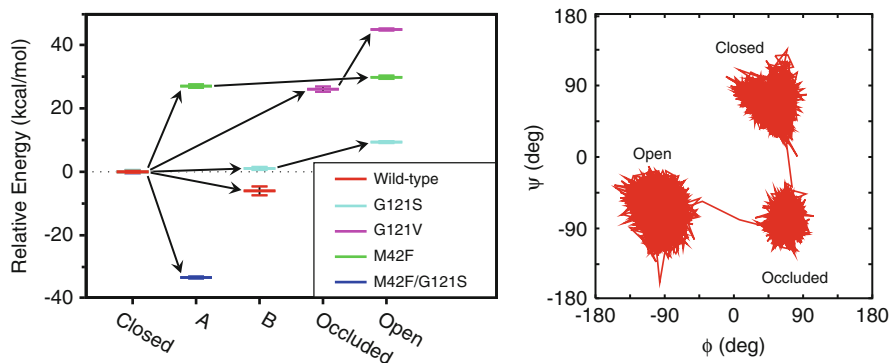 Relative Energy (kcal/mol)
40
20
0
-20
-40
Closed
A
B
Occluded
Open
Wild-type
G121S
G121V
M42F
M42F/G121S
ψ (deg)
180
90
0
-90
-180
Closed
Open
Occluded
-180
-90
0
90
180
ϕ (deg)